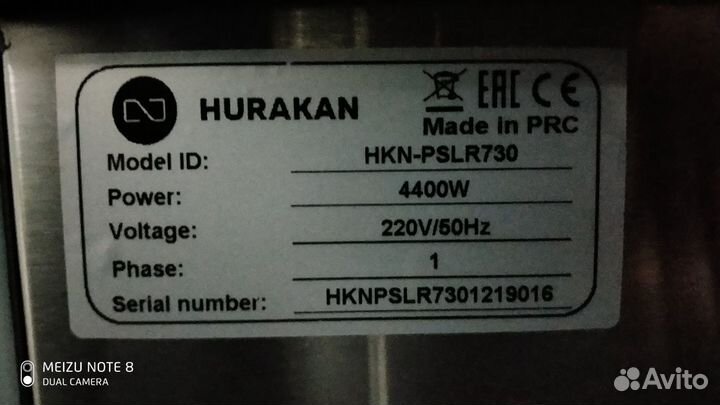 HURAKAN
EAC CE
Made in PRC
Model ID: HKN-PSLR730
Power: 4400W
Voltage: 220V/50Hz
Phase: 1
Serial number: HKNPSLR7301219016
MEIZU NOTE 8
DUAL CAMERA
Avito